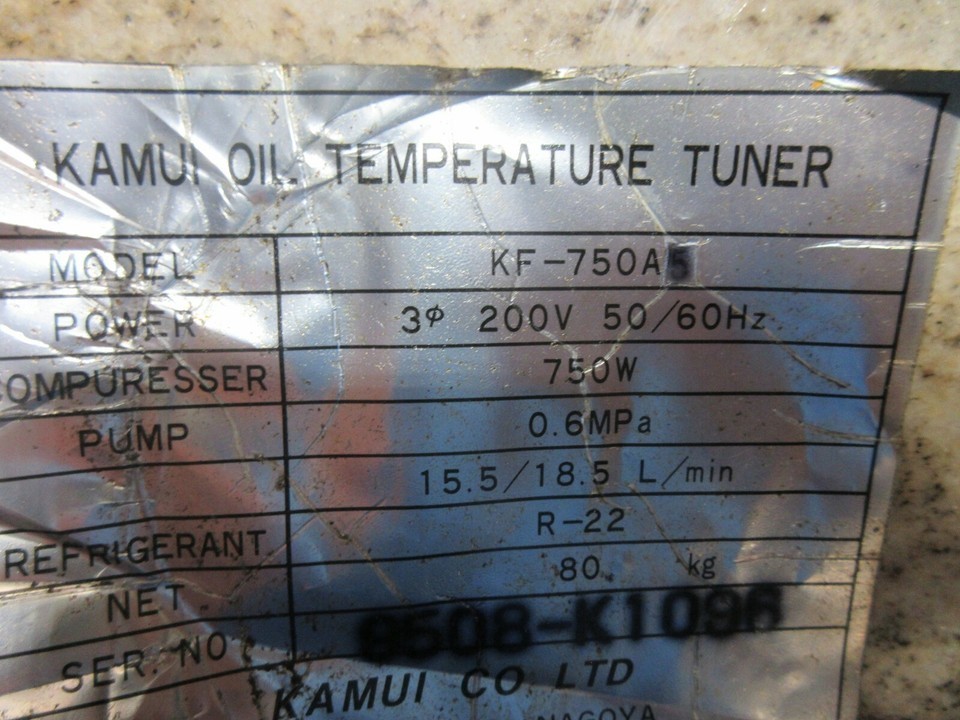 KAMUI OIL TEMPERATURE TUNER
MODEL KF-750A5
POWER 3φ 200V 50/60Hz
COMPURESSER 750W
PUMP 0.6MPa
15.5/18.5 L/min
REFRIGERANT R-22
NET 80 kg
SER NO 9508-K1096
KAMUI CO LTD
NAGOYA